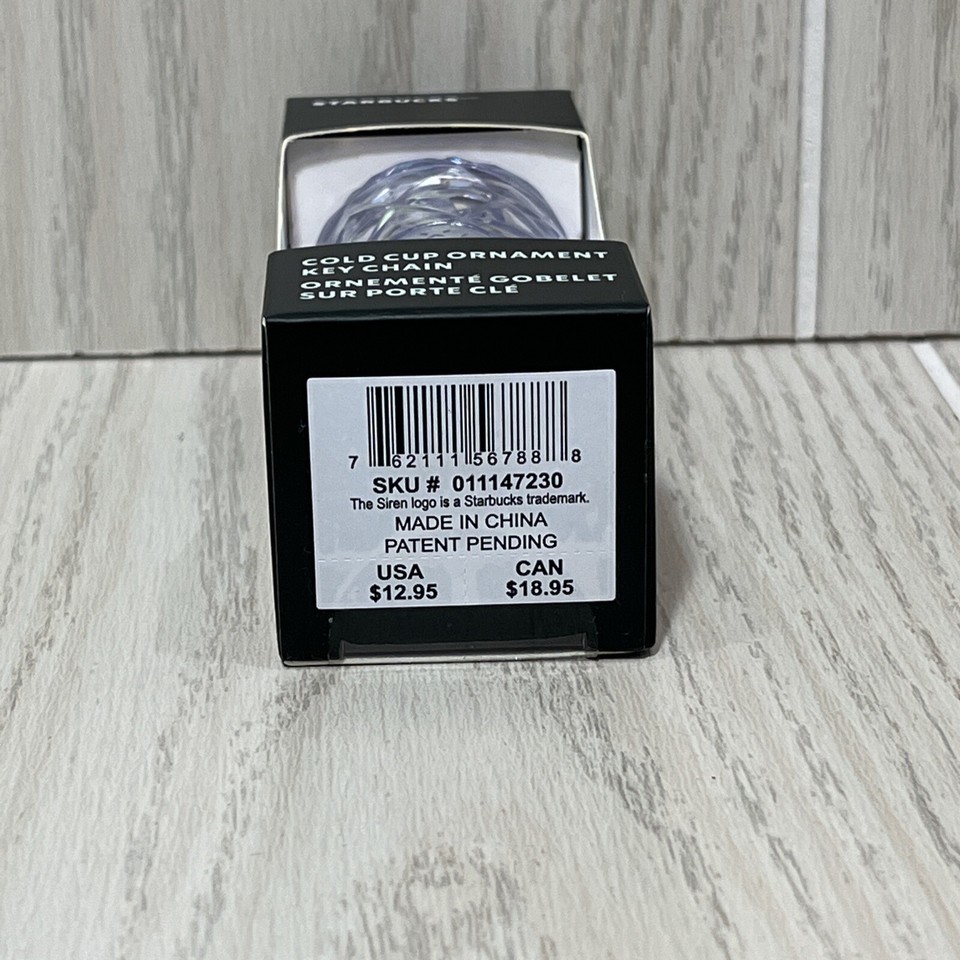 STARBUCKS
COLD CUP ORNAMENT
KEY CHAIN
ORNEMENTÉ GOBELET
SUR PORTE CLÉ
7 62111 56788 8
SKU # 011147230
The Siren logo is a Starbucks trademark.
MADE IN CHINA
PATENT PENDING
USA CAN
$12.95 $18.95